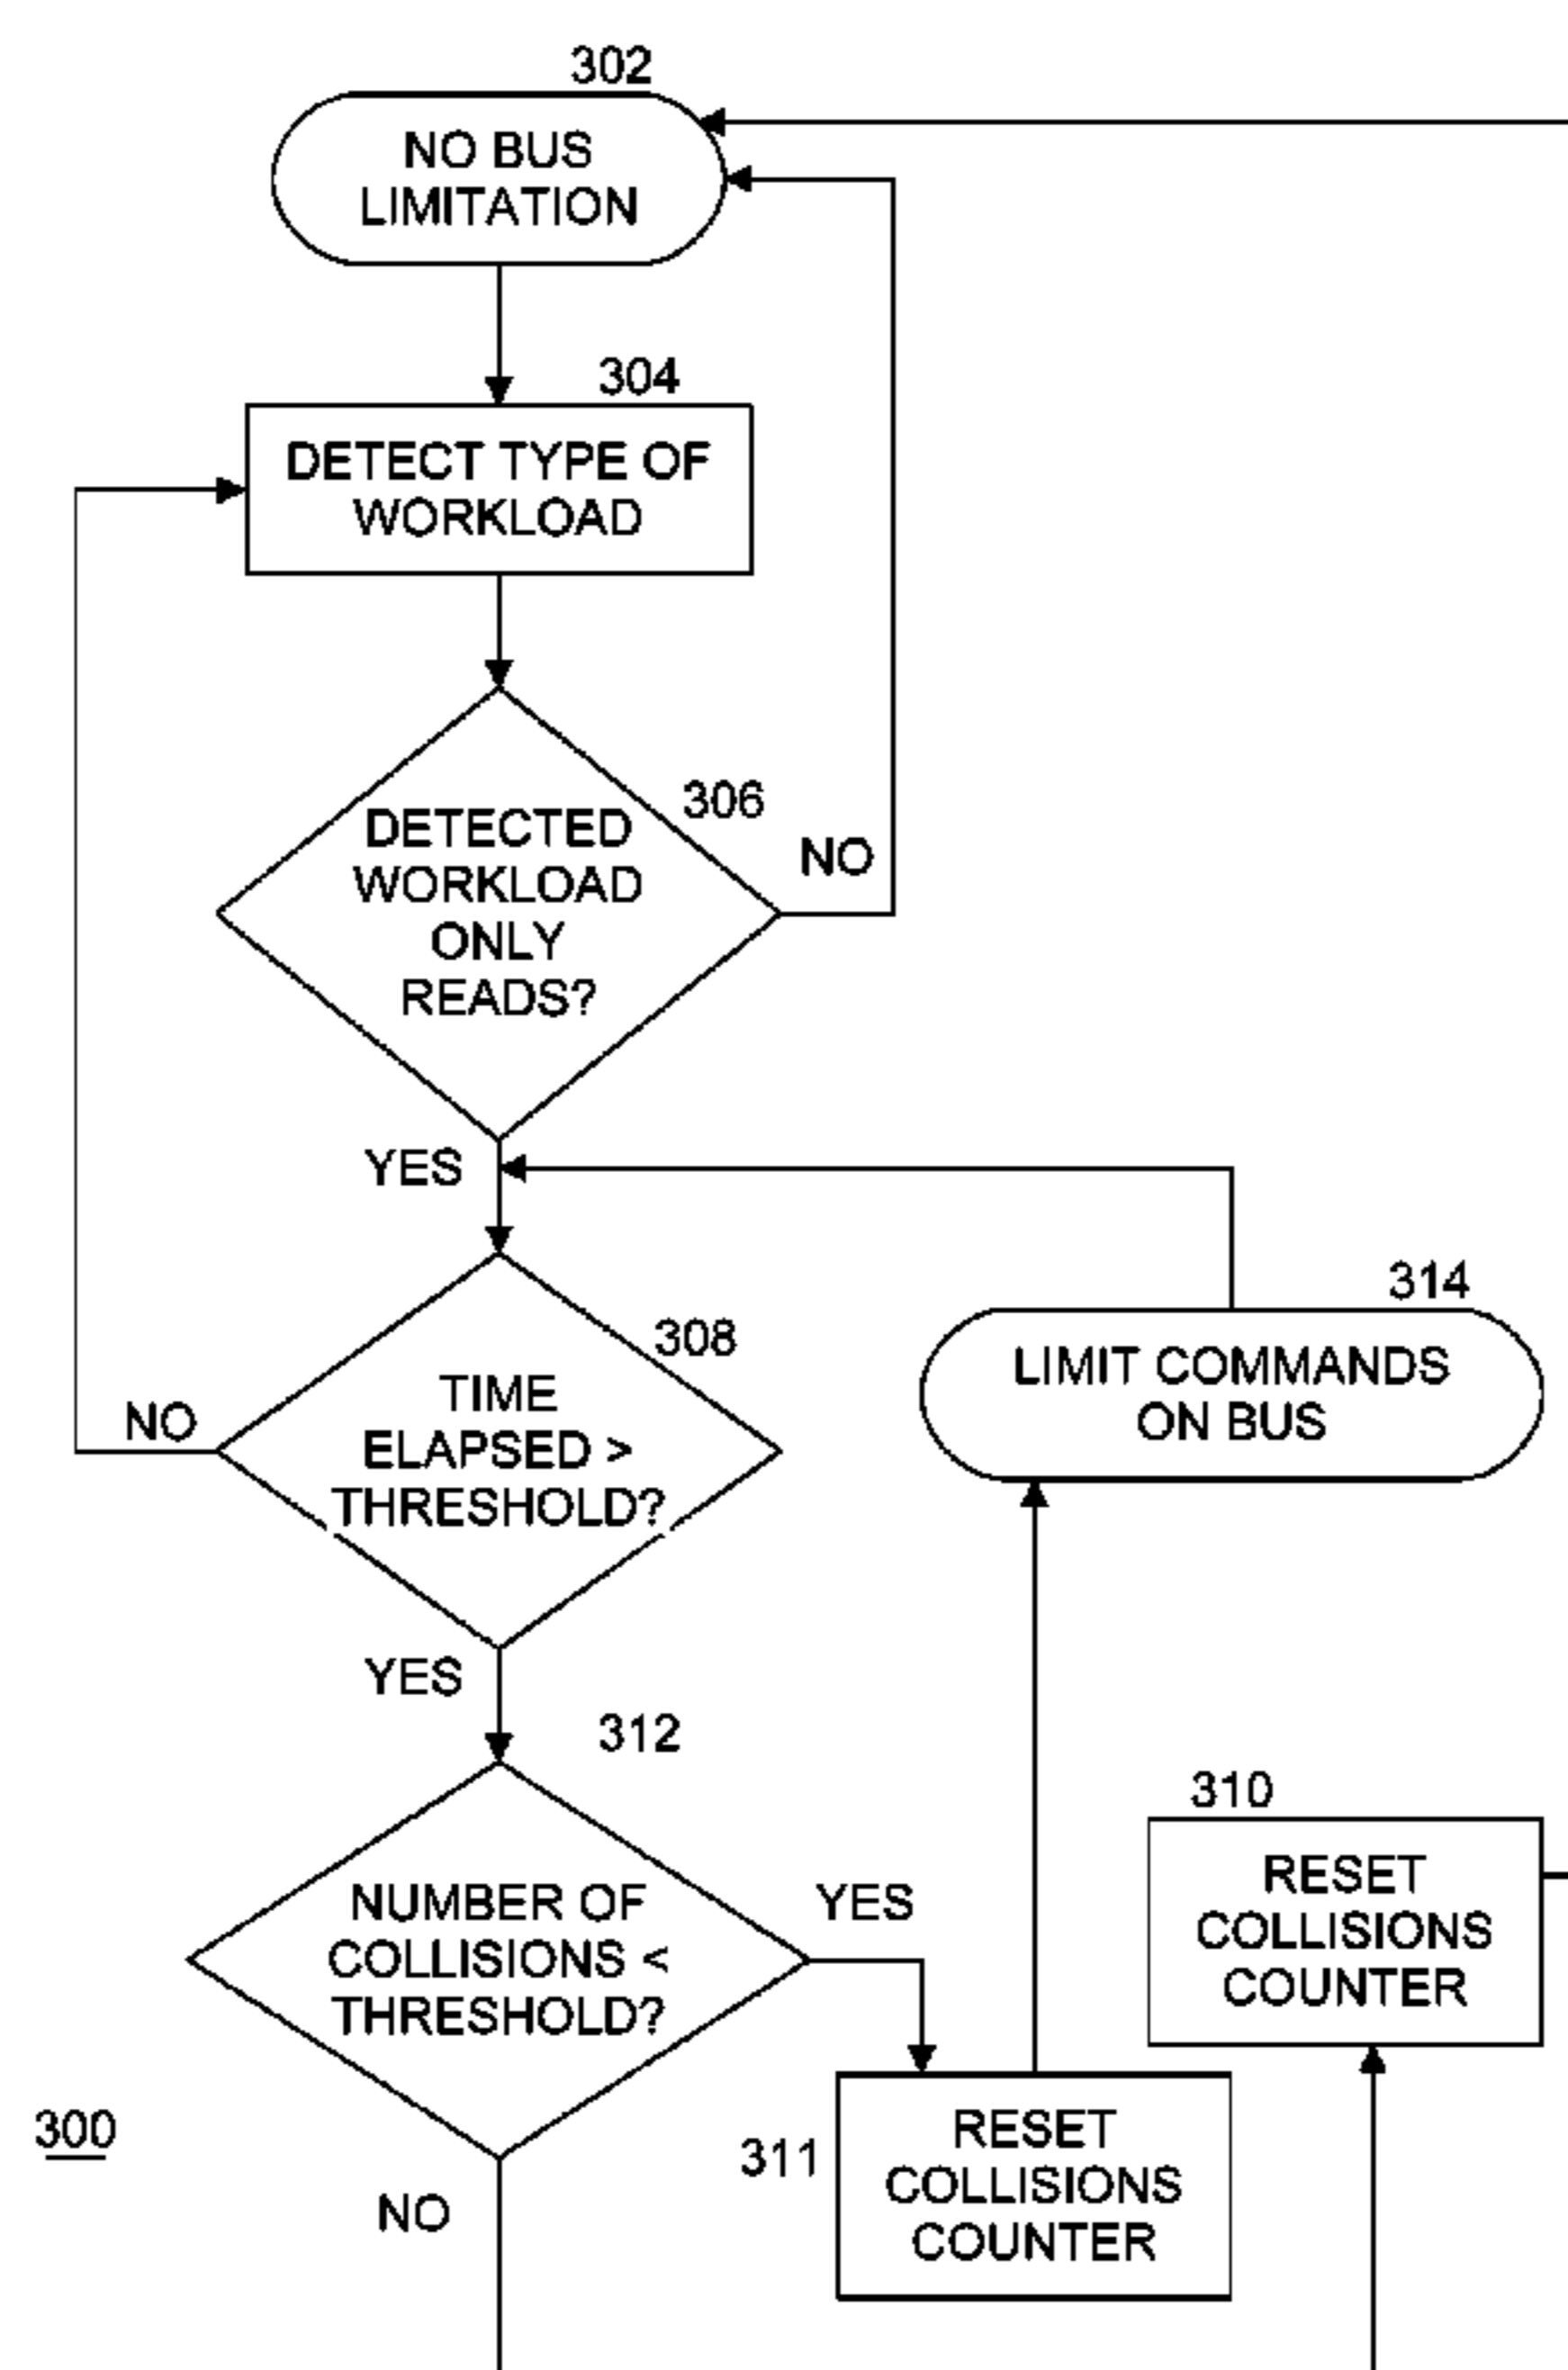 302
NO BUS
LIMITATION
304
DETECT TYPE OF
WORKLOAD
306
DETECTED
WORKLOAD
ONLY
READS?
NO
YES
308
TIME
ELAPSED >
THRESHOLD?
NO
YES
314
LIMIT COMMANDS
ON BUS
312
NUMBER OF
COLLISIONS <
THRESHOLD?
YES
NO
310
RESET
COLLISIONS
COUNTER
311
RESET
COLLISIONS
COUNTER
300